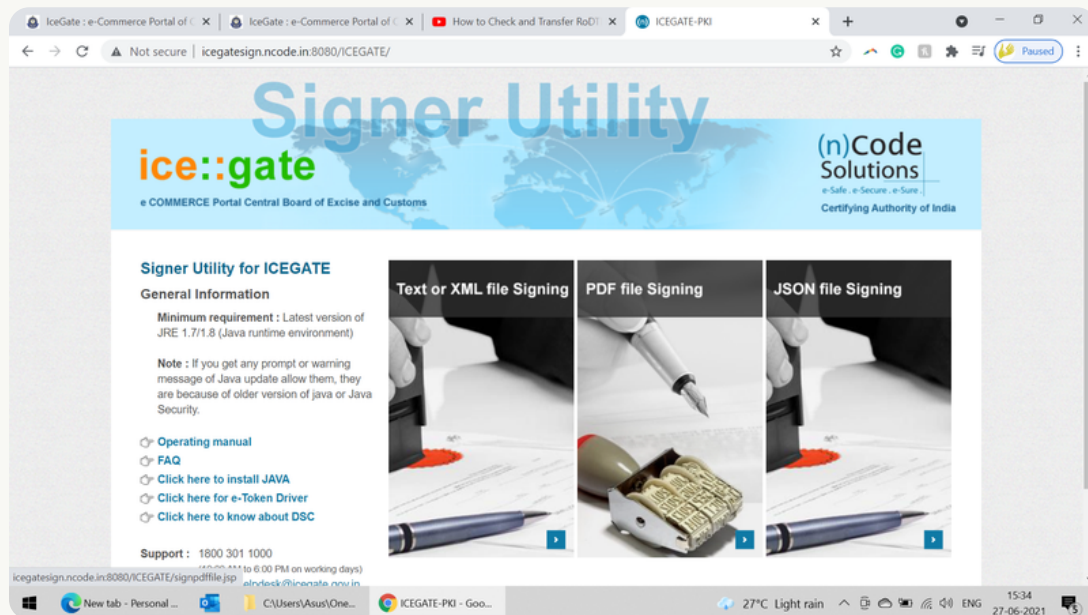 IceGate : e-Commerce Portal of C
IceGate : e-Commerce Portal of C
How to Check and Transfer RoDT
ICEGATE-PKI
Not secure | icegatesign.ncode.in:8080/ICEGATE/
Paused
Signer Utility
ice::gate
e COMMERCE Portal Central Board of Excise and Customs
(n)Code
Solutions
e-Safe . e-Secure . e-Sure .
Certifying Authority of India
Signer Utility for ICEGATE
General Information
Minimum requirement : Latest version of
JRE 1.7/1.8 (Java runtime environment)
Note : If you get any prompt or warning
message of Java update allow them, they
are because of older version of java or Java
Security.
Operating manual
FAQ
Click here to install JAVA
Click here for e-Token Driver
Click here to know about DSC
Support : 1800 301 1000
to 6:00 PM on working days)
elpdesk@icegate.gov.in
Text or XML file Signing
PDF file Signing
JSON file Signing
icegatesign.ncode.in:8080/ICEGATE/signpdffile.jsp
New tab - Personal ...
C:\Users\Asus\One...
ICEGATE-PKI - Goo...
27°C Light rain
ENG
15:34
27-06-2021